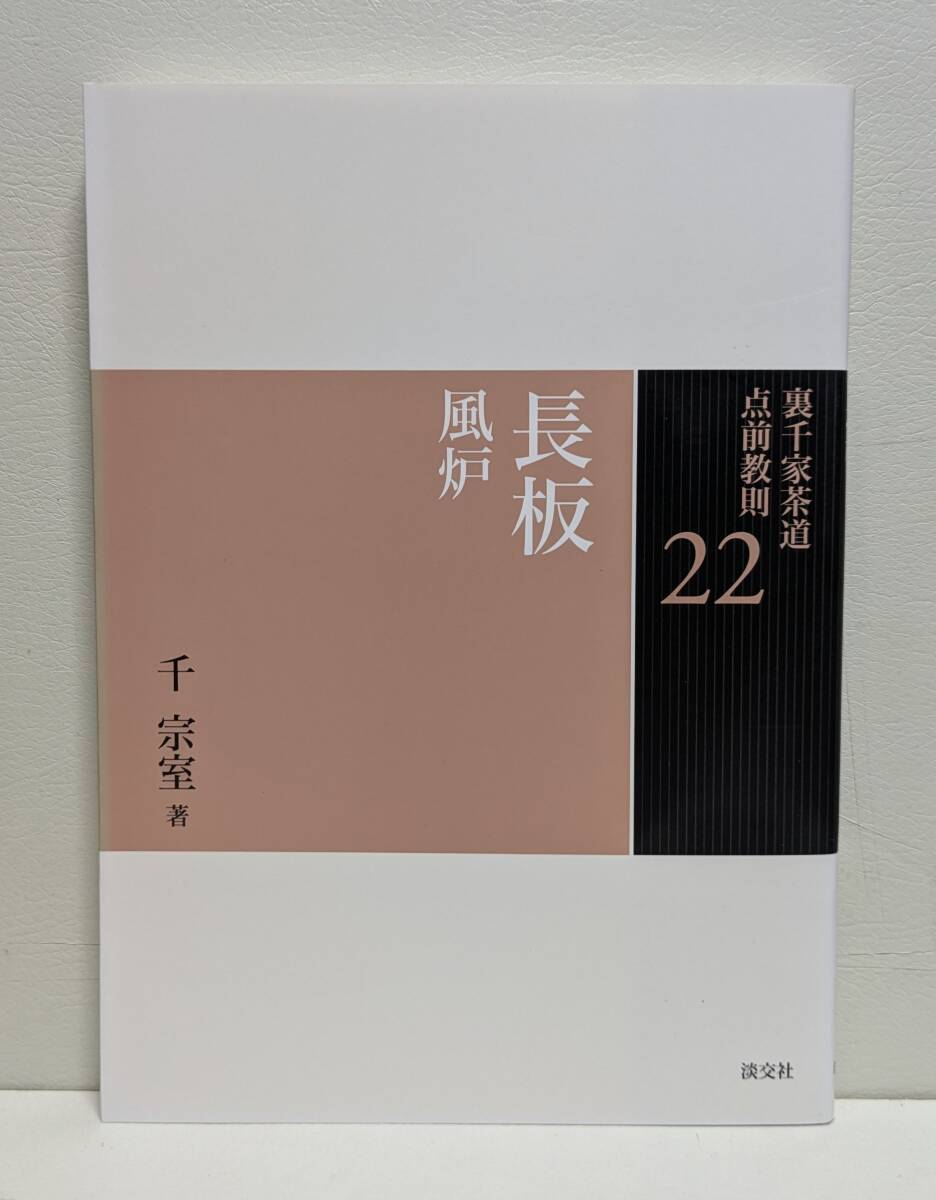 裏千家茶道
点前教則
22
長板
風炉
千 宗室 著
淡交社